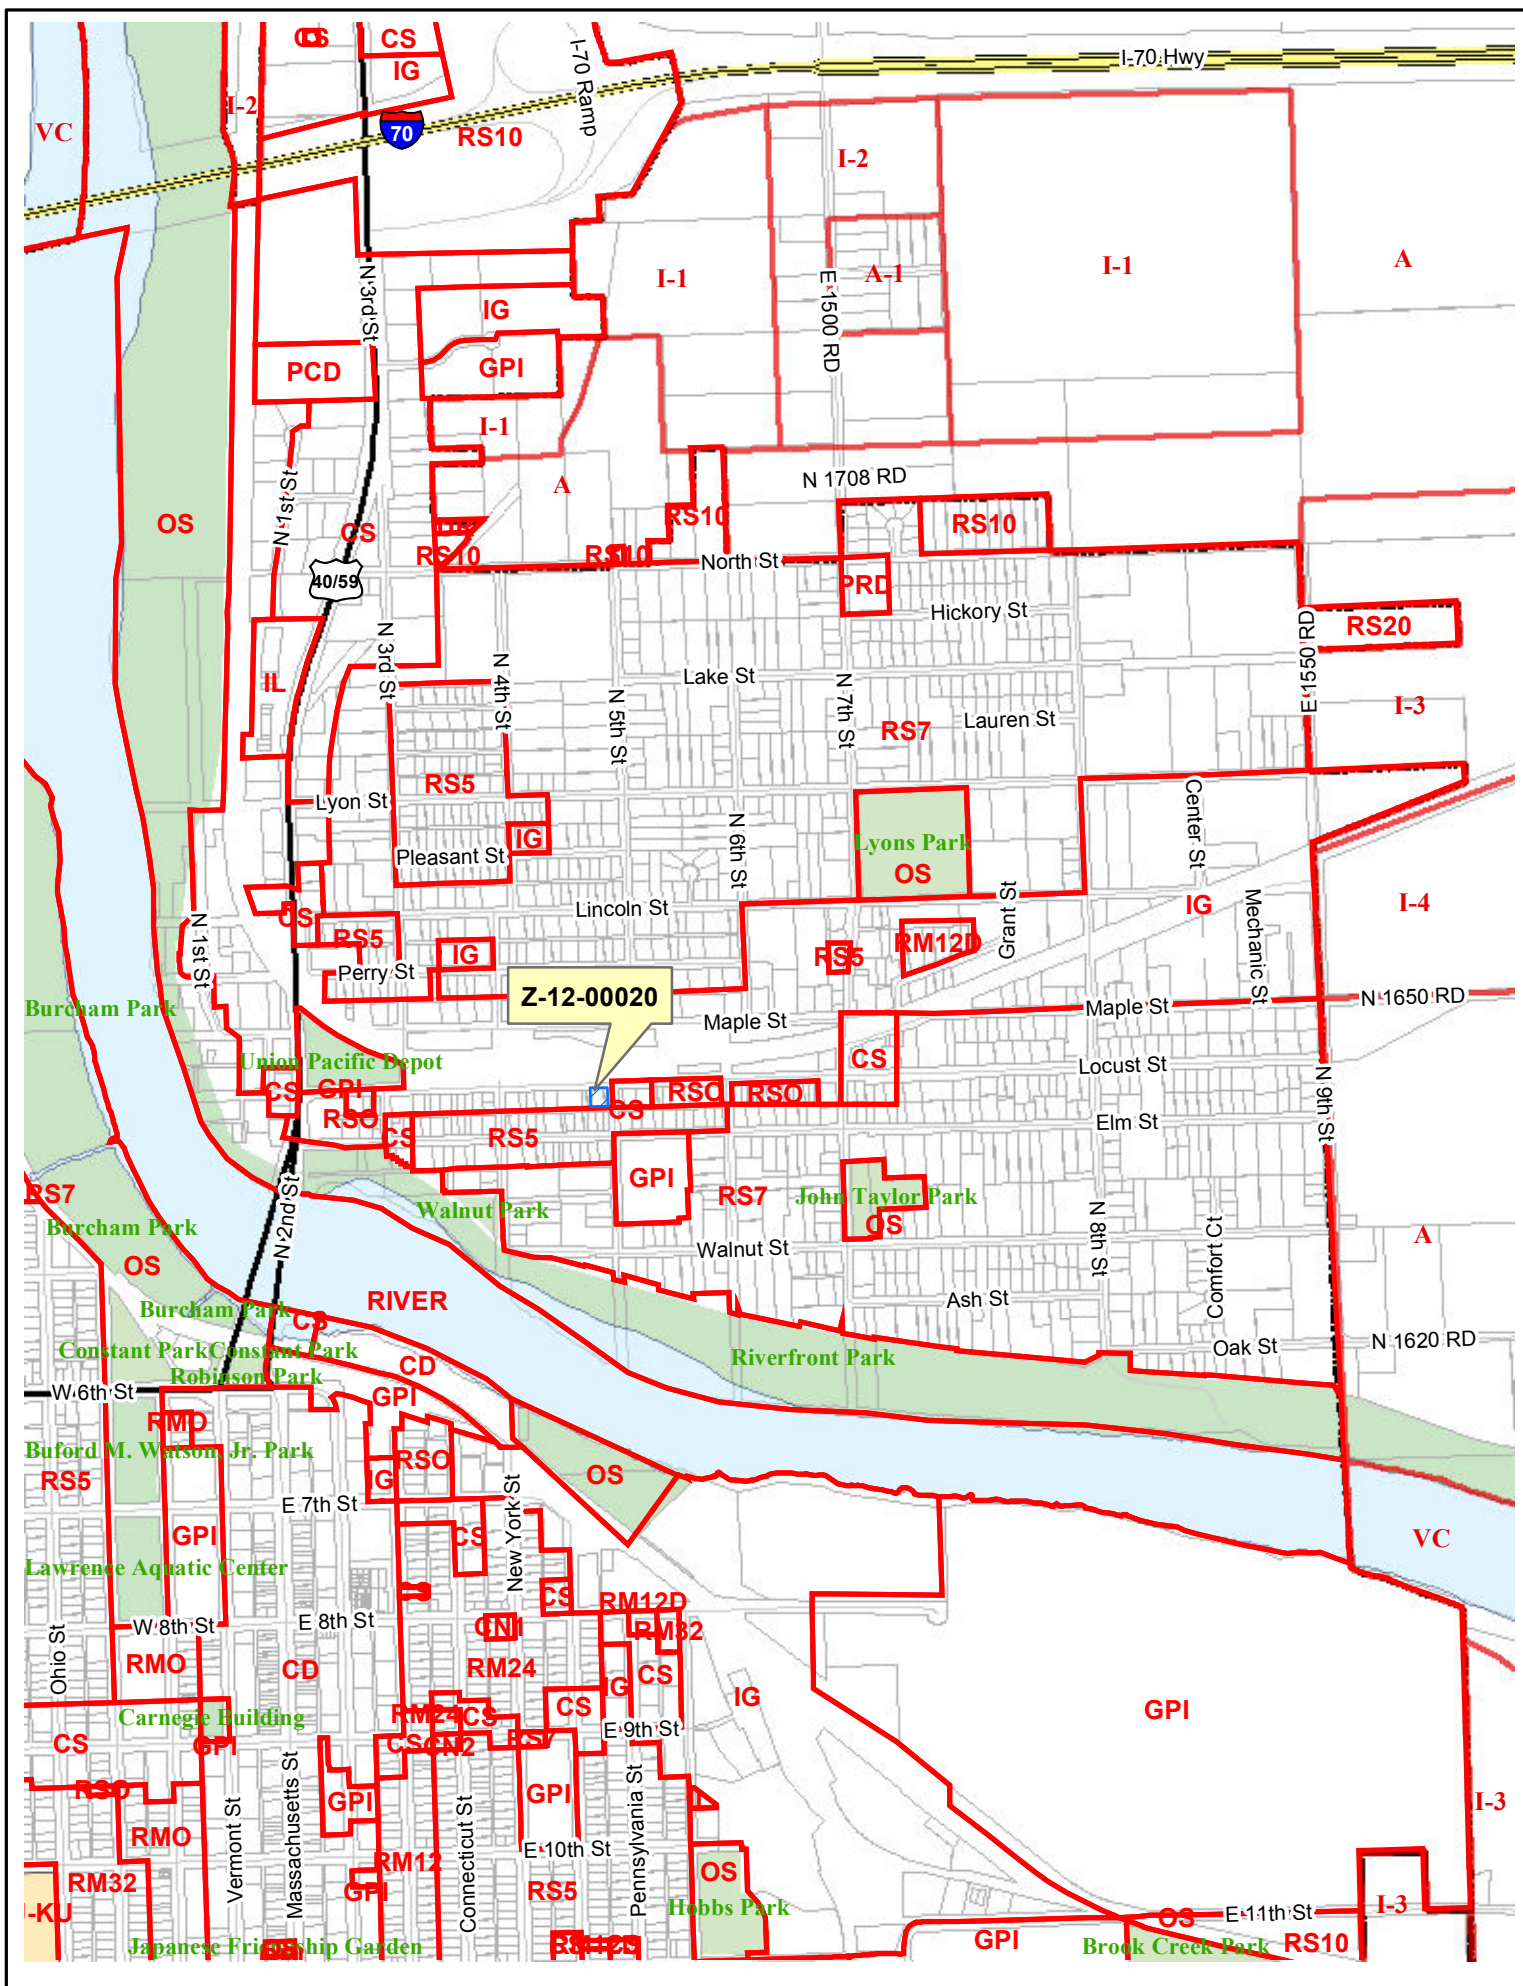 CS
CS
IG
I-70 Ramp
I-70 Hwy
I-2
VC
70
RS10
I-2
I-1
A-1
I-1
A
N 3rd St
E 1500 RD
IG
PCD
GPI
I-1
A
N 1708 RD
N 1st St
OS
CS
RS10
RS10
RS10
RS10
North St
40/59
PRD
Hickory St
RS20
E 1550 RD
N 3rd St
N 4th St
Lake St
N 5th St
N 7th St
IL
RS7
Lauren St
I-3
RS5
Lyon St
Center St
N 6th St
IG
Pleasant St
Lyons Park
OS
Lincoln St
Grant St
IG
Mechanic St
I-4
CS
RS5
N 1st St
IG
RS5
RM12D
Perry St
Z-12-00020
Burcham Park
Maple St
Maple St
N 1650 RD
Union Pacific Depot
CS
Locust St
CS
GPI
RSO
RSO
CS
RSO
Elm St
N 9th St
CS
RS5
GPI
RS7
RS7
John Taylor Park
OS
Walnut Park
Burcham Park
N 2nd St
Walnut St
N 8th St
Comfort Ct
A
OS
RIVER
Ash St
Burcham Park
CS
Constant Park
Constant Park
CD
Riverfront Park
Oak St
N 1620 RD
Robinson Park
W 6th St
GPI
RMO
Buford M. Watson, Jr. Park
RSO
RS5
IG
OS
E 7th St
New York St
GPI
CS
VC
Lawrence Aquatic Center
CS
CS
RM12D
W 8th St
E 8th St
CN1
RM32
Ohio St
RMO
CD
RM24
CS
IG
IG
GPI
Carnegie Building
RM24
CS
CS
CS
GPI
CS
CN2
RS7
E 9th St
RSO
Massachusetts St
GPI
GPI
Pennsylvania St
I-3
Vermont St
RMO
Connecticut St
E 10th St
RM12
RM32
GPI
RS5
OS
-KU
Hobbs Park
I-3
OS
E 11th St
Japanese Friendship Garden
GPI
Brook Creek Park
RS10